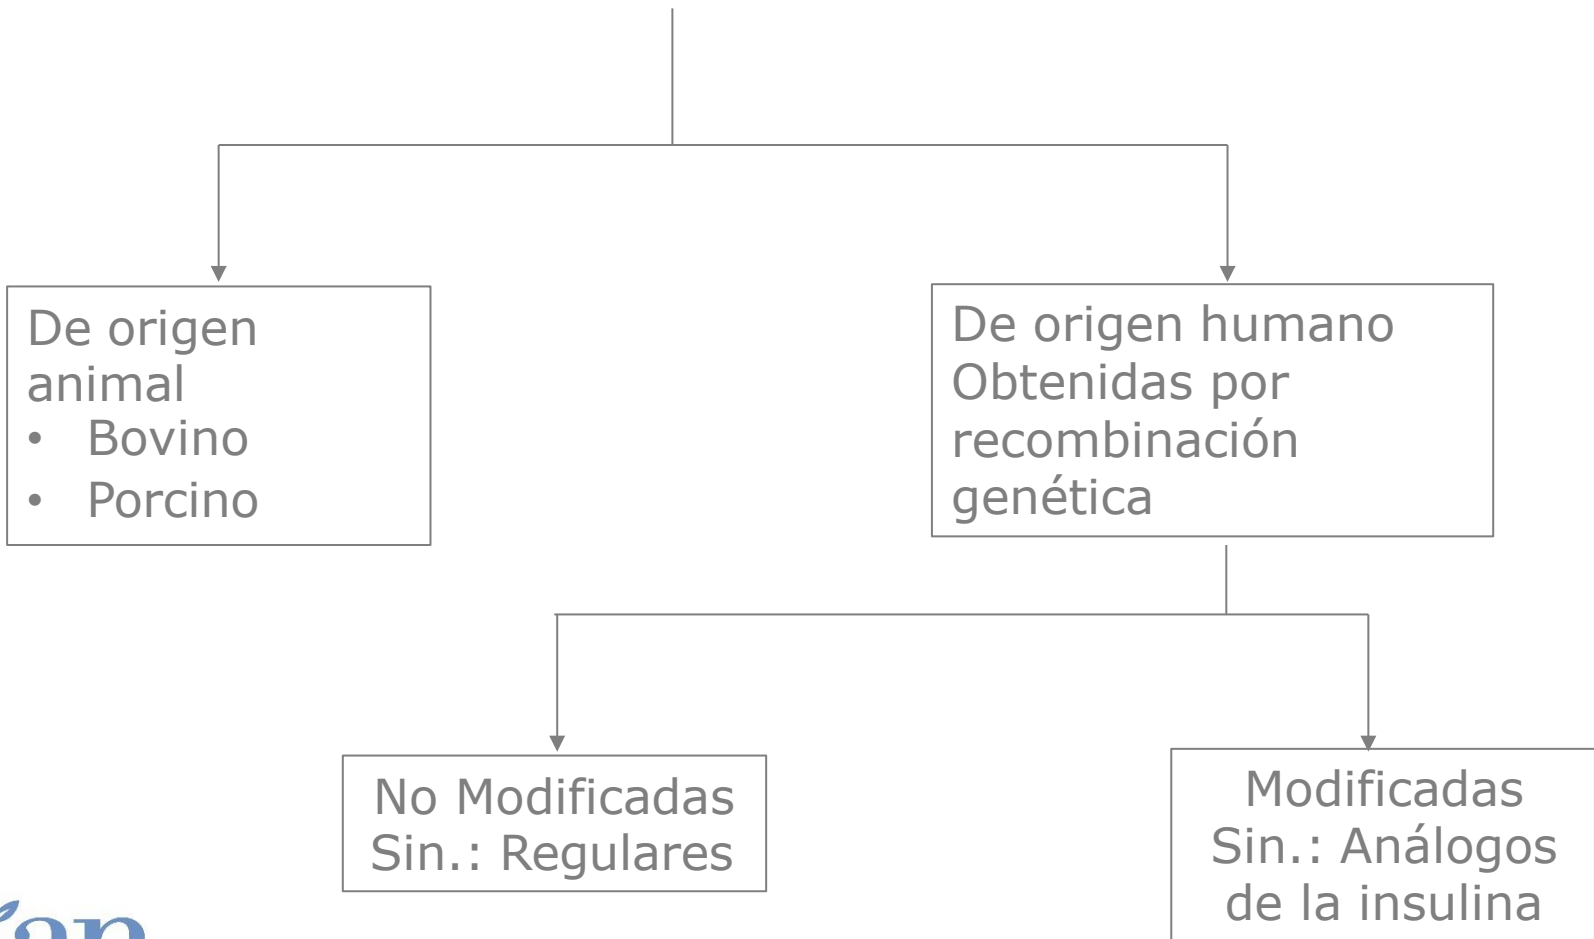 De origen
animal
• Bovino
• Porcino
De origen humano
Obtenidas por
recombinación
genética
No Modificadas
Sin.: Regulares
Modificadas
Sin.: Análogos
de la insulina